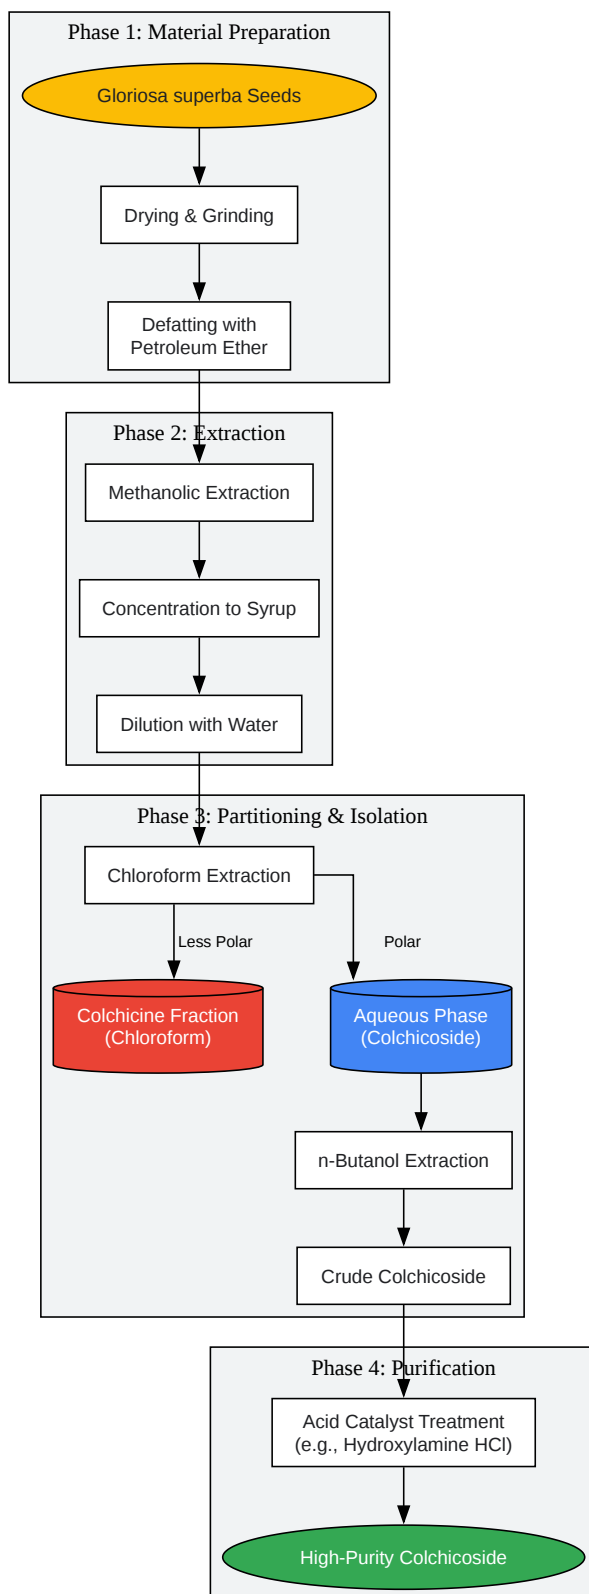 Phase 1: Material Preparation
Gloriosa superba Seeds
Drying & Grinding
Defatting with
Petroleum Ether
Phase 2: Extraction
Methanolic Extraction
Concentration to Syrup
Dilution with Water
Phase 3: Partitioning & Isolation
Chloroform Extraction
Less Polar
Polar
Colchicine Fraction
(Chloroform)
Aqueous Phase
(Colchicoside)
n-Butanol Extraction
Crude Colchicoside
Phase 4: Purification
Acid Catalyst Treatment
(e.g., Hydroxylamine HCl)
High-Purity Colchicoside